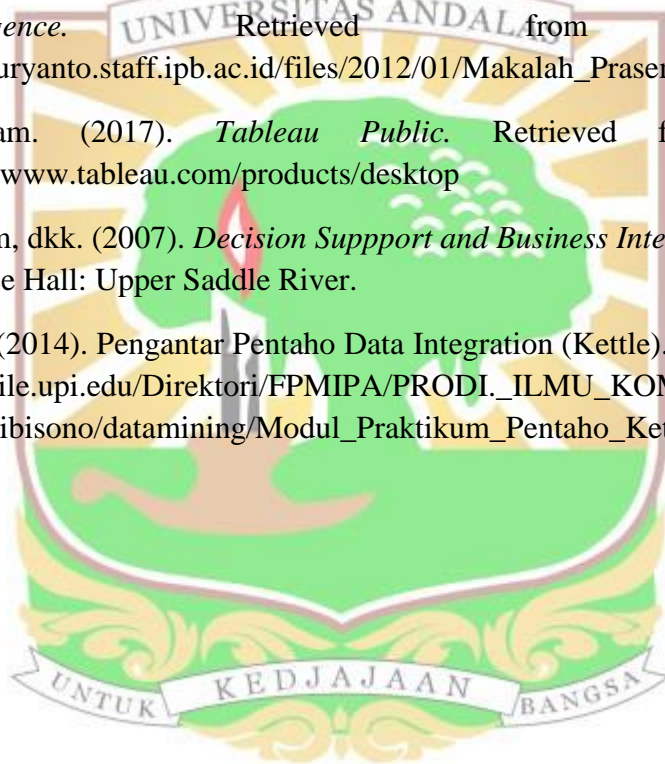 gence. Retrieved from
UNIVERSITAS ANDALAS
uryanto.staff.ipb.ac.id/files/2012/01/Makalah_Prasen
am. (2017). Tableau Public. Retrieved f
www.tableau.com/products/desktop
n, dkk. (2007). Decision Suppport and Business Inte
e Hall: Upper Saddle River.
(2014). Pengantar Pentaho Data Integration (Kettle).
ile.upi.edu/Direktori/FPMIPA/PRODI._ILMU_KOM
ibisono/datamining/Modul_Praktikum_Pentaho_Ket
UNTUK KEDJAJAAN BANGSA